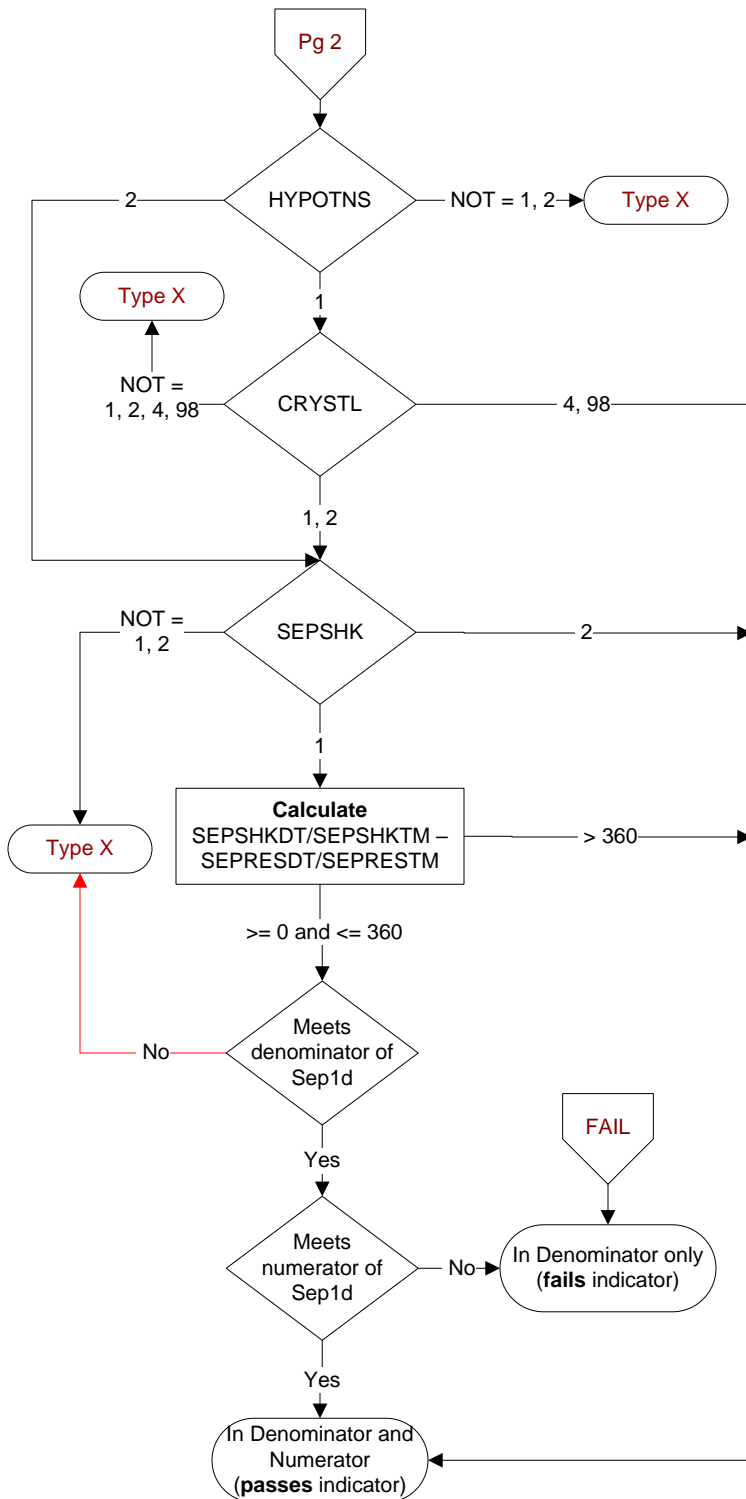 Pg 2
HYPOTNS
2
NOT = 1, 2
Type X
1
Type X
NOT =
1, 2, 4, 98
CRYSTL
4, 98
1, 2
NOT =
1, 2
SEPSHK
2
1
Calculate
SEPSHKDT/SEPSHKTM –
SEPRESDT/SEPRESTM
> 360
Type X
>= 0 and <= 360
Meets
denominator of
Sep1d
No
Yes
FAIL
Meets
numerator of
Sep1d
No
In Denominator only
(fails indicator)
Yes
In Denominator and
Numerator
(passes indicator)